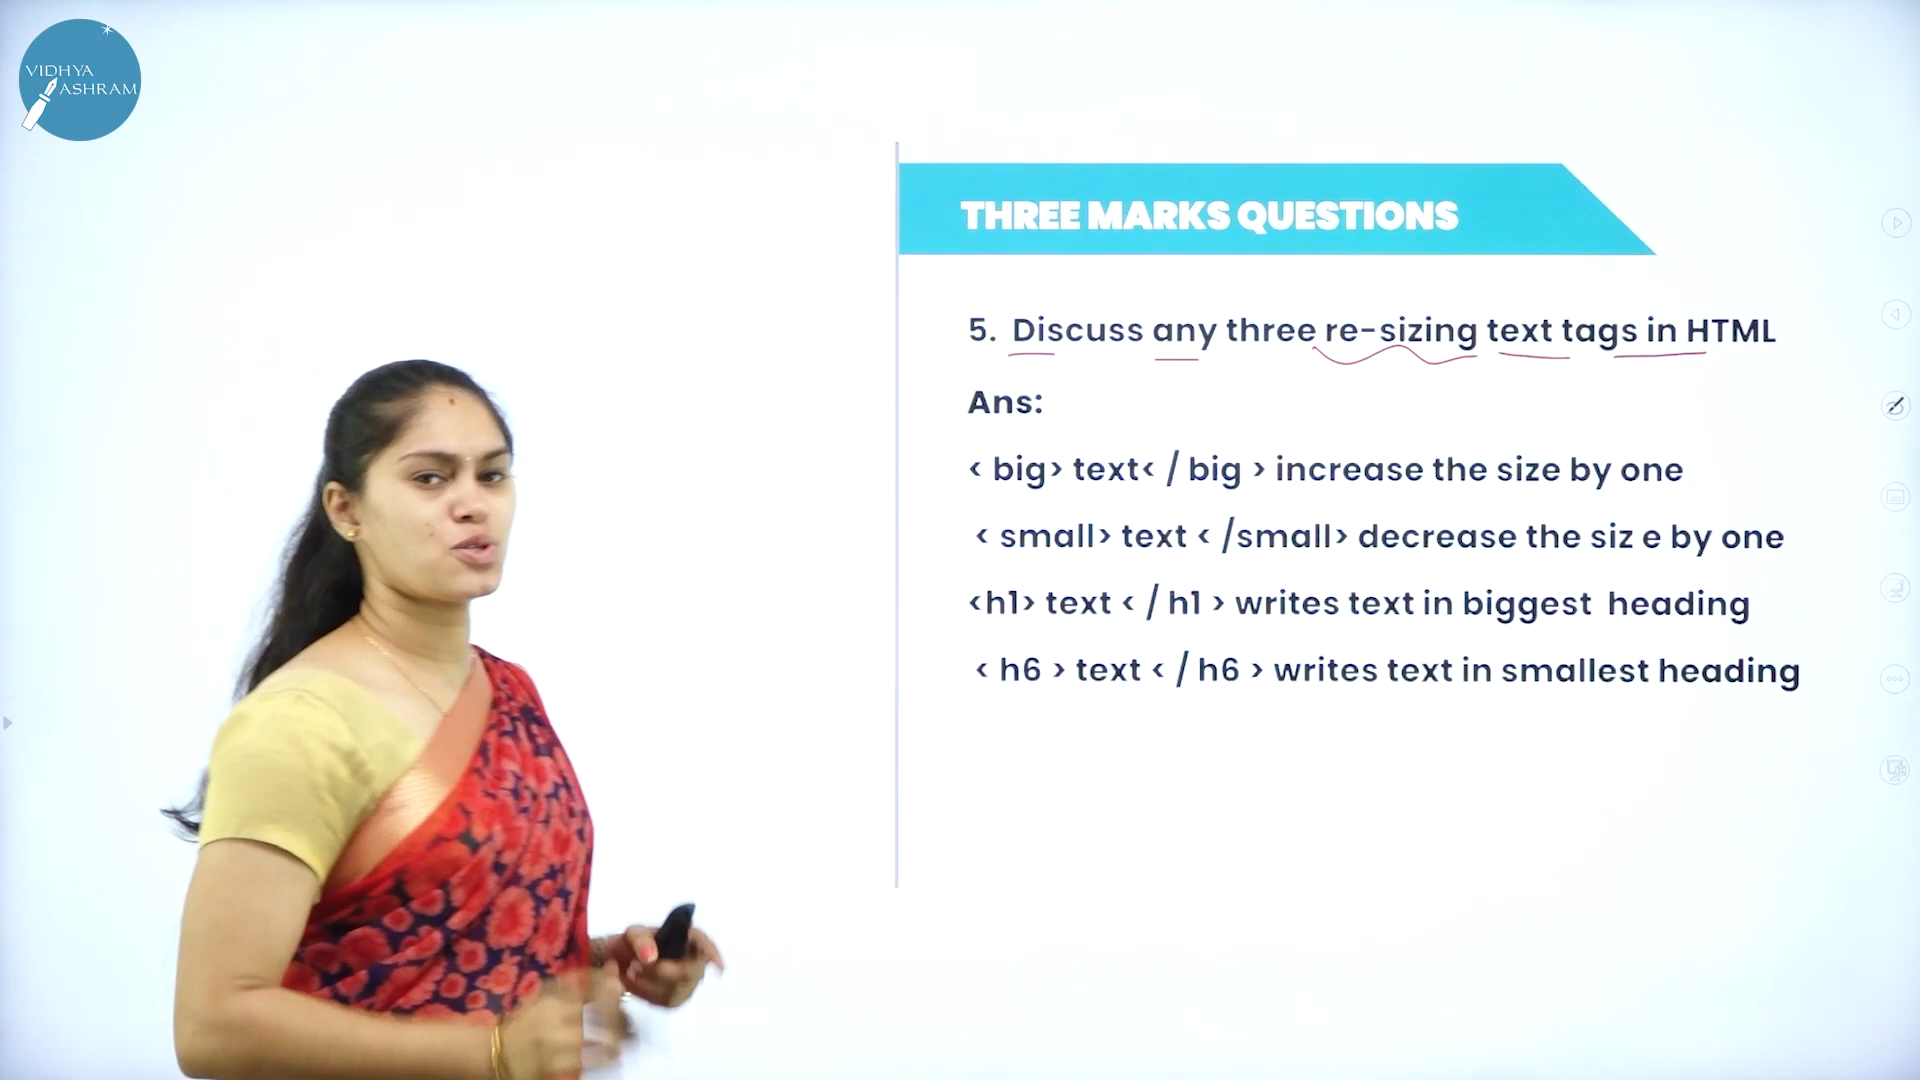 VIDHYA
ASHRAM
THREE MARKS QUESTIONS
5. Discuss any three re-sizing text tags in HTML
Ans:
< big> text< / big > increase the size by one
< small> text < /small> decrease the siz e by one
<h1> text < / h1 > writes text in biggest heading
< h6 > text < / h6 > writes text in smallest heading